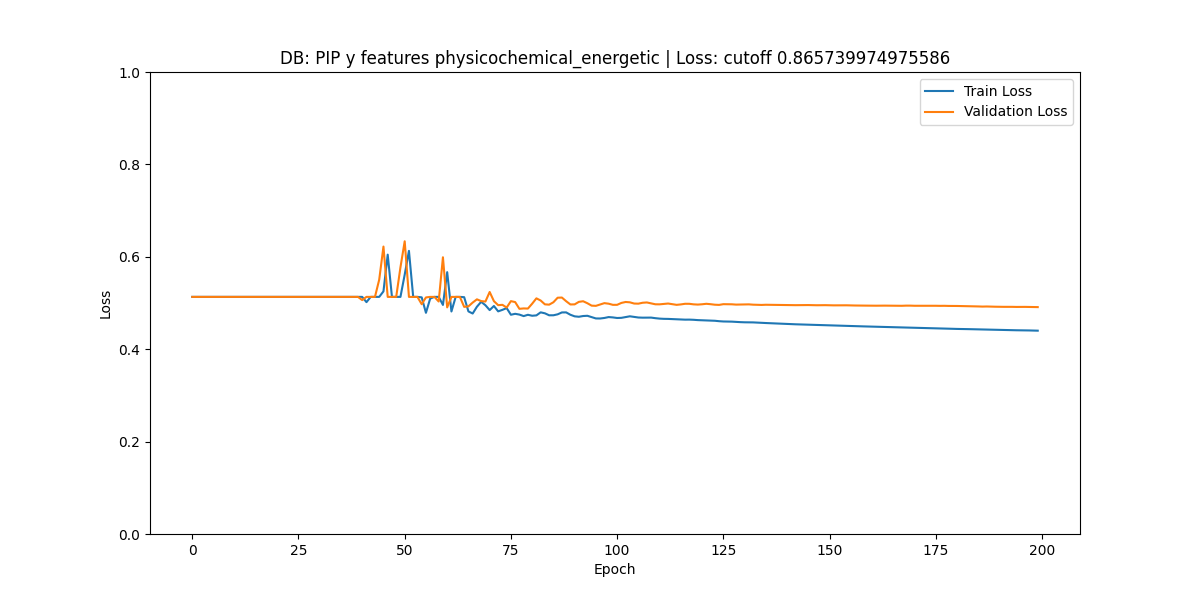 DB: PIP y features physicochemical_energetic | Loss: cutoff 0.865739974975586
1.0
0.8
0.6
0.4
0.2
0.0
Loss
Train Loss
Validation Loss
0 25 50 75 100 125 150 175 200
Epoch